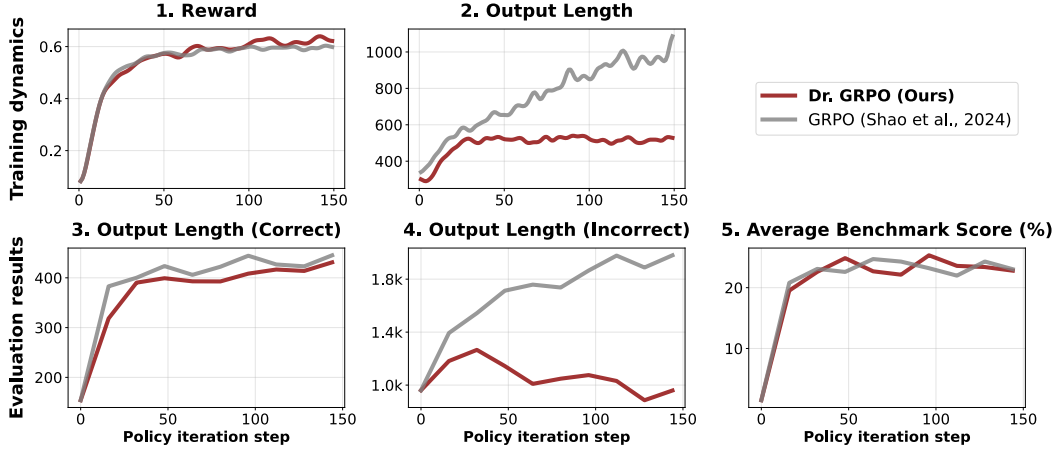 1. Reward
2. Output Length
Training dynamics
0.6
0.4
0.2
0
50
100
150
1000
800
600
400
0
50
100
150
Dr. GRPO (Ours)
GRPO (Shao et al., 2024)
3. Output Length (Correct)
4. Output Length (Incorrect)
5. Average Benchmark Score (%)
Evaluation results
400
300
200
0
50
100
150
Policy iteration step
1.8k
1.4k
1.0k
0
50
100
150
Policy iteration step
20
10
0
50
100
150
Policy iteration step